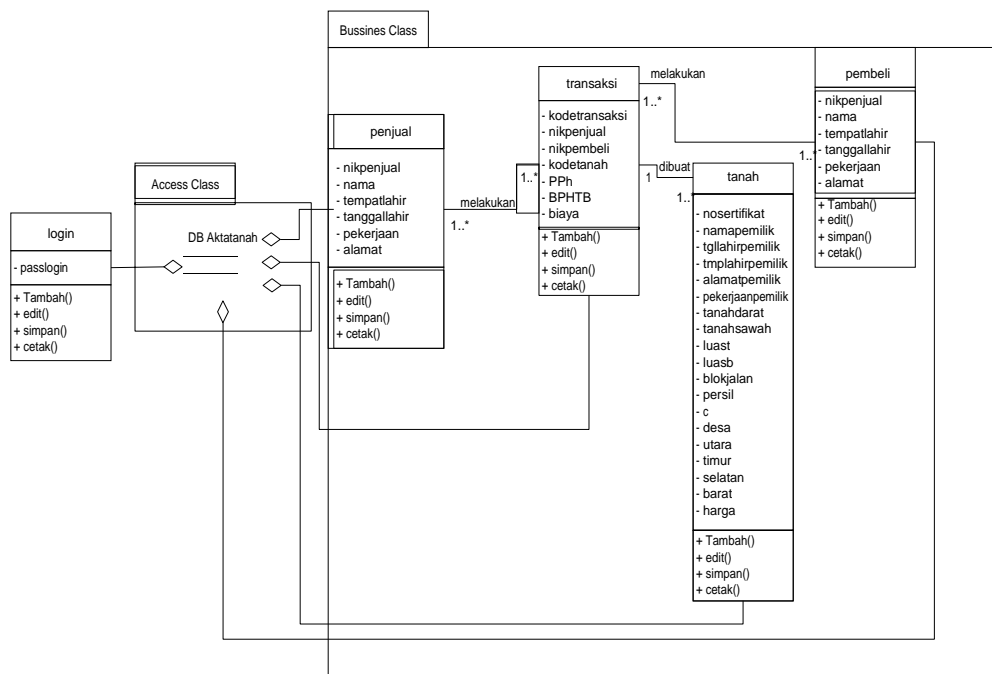 Bussines Class
Access Class
DB Aktatanah
login
- passlogin
+ Tambah()
+ edit()
+ simpan()
+ cetak()
penjual
- nikpenjual
- nama
- tempatlahir
- tanggallahir
- pekerjaan
- alamat
+ Tambah()
+ edit()
+ simpan()
+ cetak()
melakukan
1..*
1..*
transaksi
- kodetransaksi
- nikpenjual
- nikpembeli
- kodetanah
- PPh
- BPHTB
- biaya
+ Tambah()
+ edit()
+ simpan()
+ cetak()
melakukan
1..*
1..*
dibuat
1
1..*
tanah
- nosertifikat
- namapemilik
- tgllahirpemilik
- tmplahirpemilik
- alamatpemilik
- pekerjaanpemilik
- tanahdarat
- tanahsawah
- luast
- luasb
- blokjalan
- persil
- c
- desa
- utara
- timur
- selatan
- barat
- harga
+ Tambah()
+ edit()
+ simpan()
+ cetak()
pembeli
- nikpenjual
- nama
- tempatlahir
- tanggallahir
- pekerjaan
- alamat
+ Tambah()
+ edit()
+ simpan()
+ cetak()